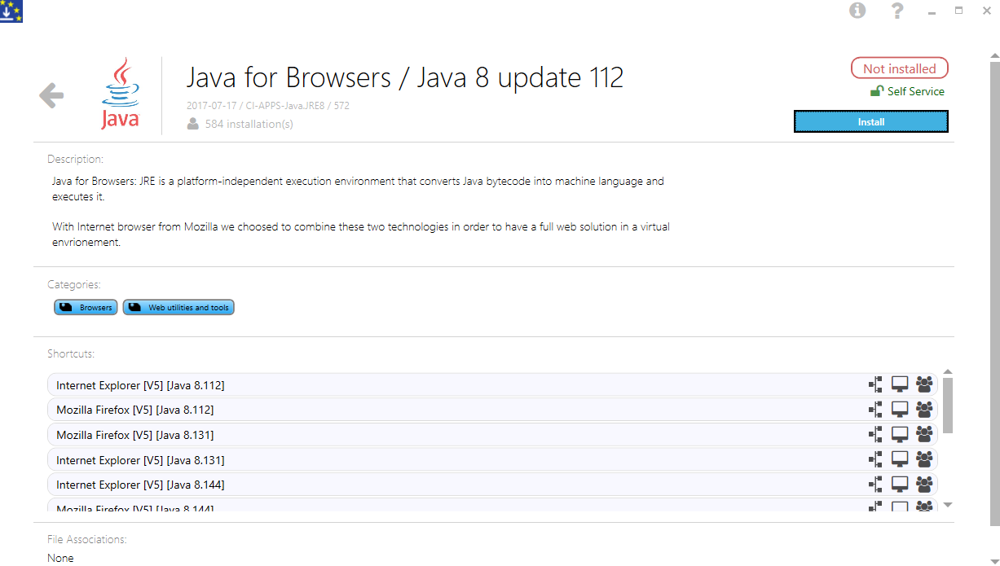 Java
Java for Browsers / Java 8 update 112
2017-07-17 / CI-APPS-Java.JRE8 / 572
584 installation(s)
Not installed
Self Service
Install
Description:
Java for Browsers: JRE is a platform-independent execution environment that converts Java bytecode into machine language and
executes it.
With Internet browser from Mozilla we choosed to combine these two technologies in order to have a full web solution in a virtual
envrionement.
Categories:
Browsers
Web utilities and tools
Shortcuts:
Internet Explorer [V5] [Java 8.112]
Mozilla Firefox [V5] [Java 8.112]
Mozilla Firefox [V5] [Java 8.131]
Internet Explorer [V5] [Java 8.131]
Internet Explorer [V5] [Java 8.144]
Mozilla Firefox [V5] [Java 8.144]
File Associations:
None